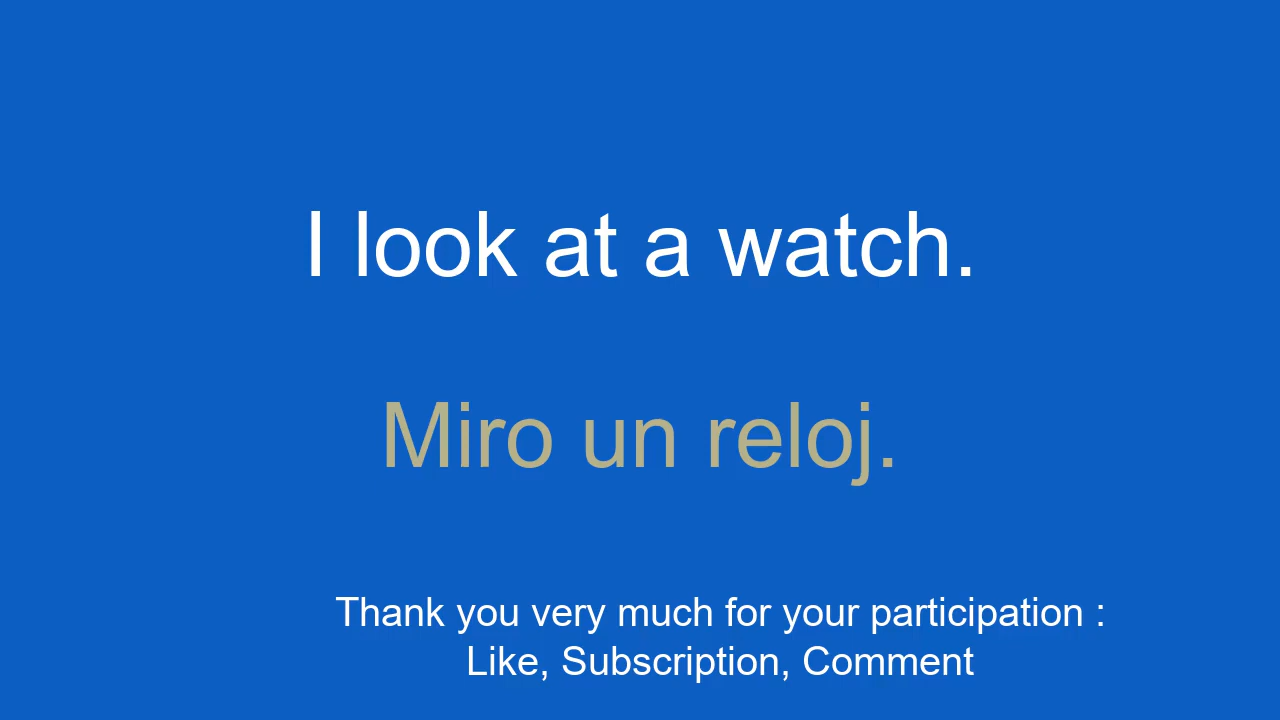 I look at a watch.
Miro un reloj.
Thank you very much for your participation :
Like, Subscription, Comment